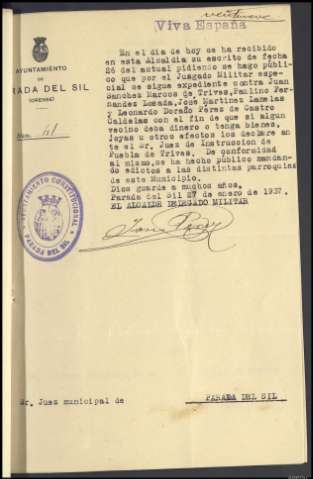 veintinueve
Viva España
AYUNTAMIENTO
DE
PARADA DEL SIL
(ORENSE)
Núm. 41
En el dia de hoy se ha recibido
en esta Alcaldia su escrito de fecha
26 del actual pidiendo se haga públi-
co que por el Juzgado Militar espe-
cial se sigue expediente contra Juan
Sanchez Marcos de Trives, Paulino Fer-
nandez Losada, José Martinez Lamelas
y Leonardo Dorado Pérez de Castro
Caldelas con el fin de que si algun
vecino deba dinero o tenga bienes,
joyas u otros efectos los declare an-
te el Sr. Juez de Instruccion de
Puebla de Trives. De conformidad
al mismo, se ha hecho público mandan-
do edictos a las distintas parroquias
de este Municipio.
Dios guarde a muchos años.
Parada del Sil 27 de enero de 1937.
EL ALCALDE DELEGADO MILITAR
AYUNTAMIENTO CONSTITUCIONAL
Sr. Juez municipal de PARADA DEL SIL